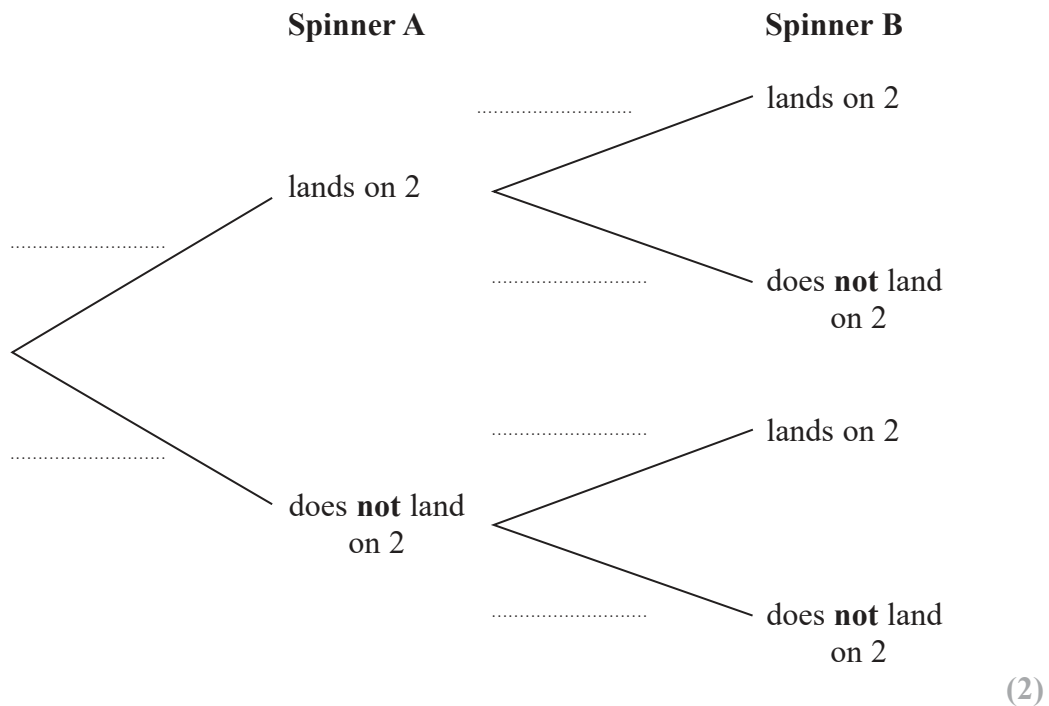 Spinner A
Spinner B
lands on 2
lands on 2
does not land
on 2
lands on 2
does not land
on 2
does not land
on 2
(2)